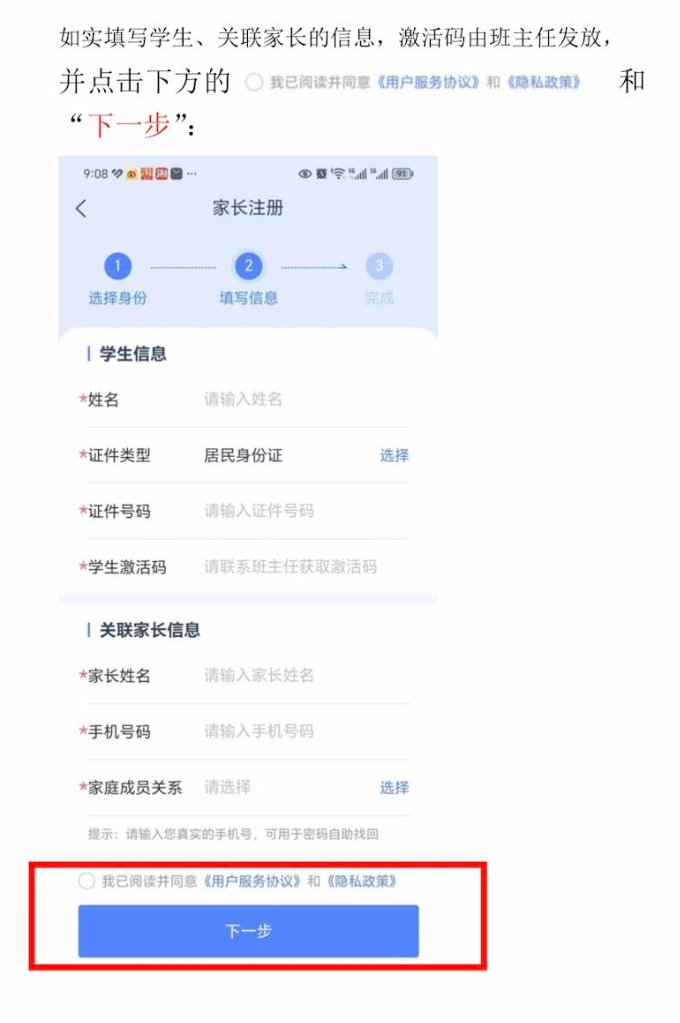 如实填写学生、关联家长的信息，激活码由班主任发放，
并点击下方的 我已阅读并同意《用户服务协议》和《隐私政策》 和
“下一步”：
9:08 ... 5G 5G 91
家长注册
1 2 3
选择身份 填写信息 完成
学生信息
*姓名 请输入姓名
*证件类型 居民身份证 选择
*证件号码 请输入证件号码
*学生激活码 请联系班主任获取激活码
关联家长信息
*家长姓名 请输入家长姓名
*手机号码 请输入手机号码
*家庭成员关系 请选择 选择
提示：请输入您真实的手机号，可用于密码自助找回
我已阅读并同意《用户服务协议》和《隐私政策》
下一步